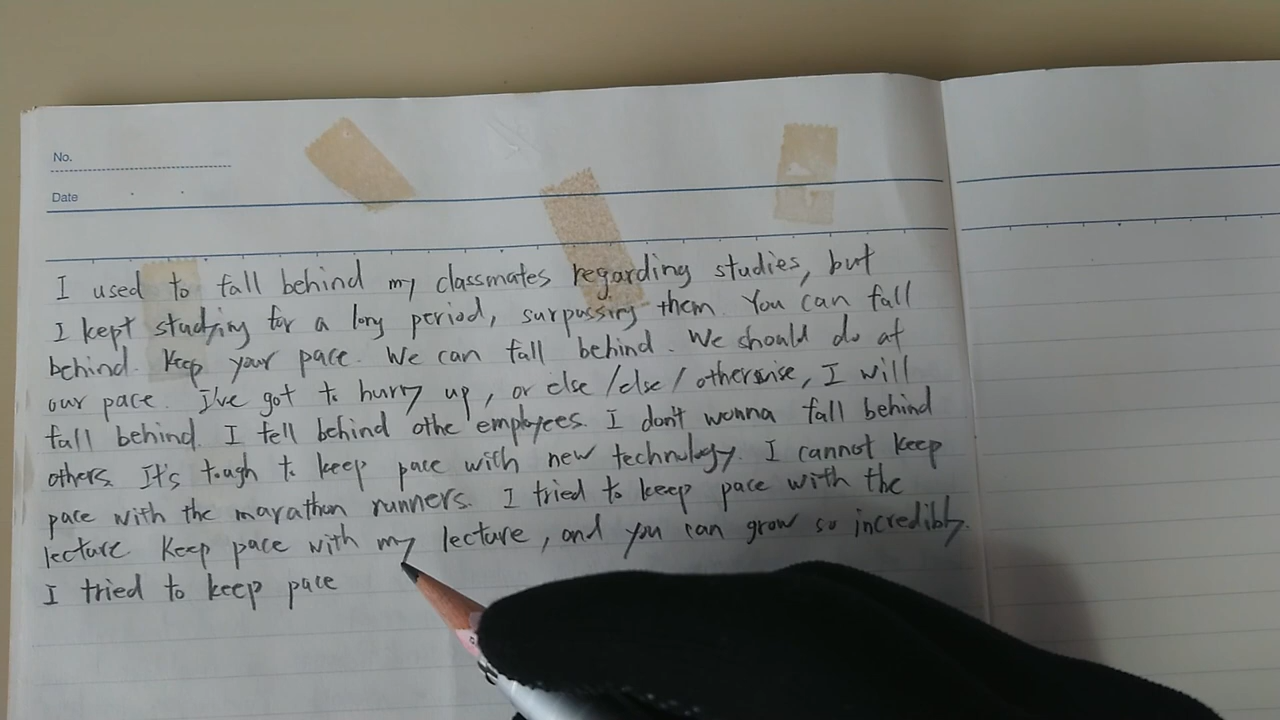 No.
Date
I used to fall behind my classmates regarding studies, but
I kept studying for a long period, surpussing them. You can fall
behind. Keep your pace. We can fall behind. We should do at
our pace. I've got to hurry up, or else / else / otherwise, I will
fall behind. I fell behind othe employees. I don't wanna fall behind
others. It's tough to keep pace with new technology. I cannot keep
pace with the marathon runners. I tried to keep pace with the
lecture Keep pace with my lecture, and you can grow so incredibly.
I tried to keep pace